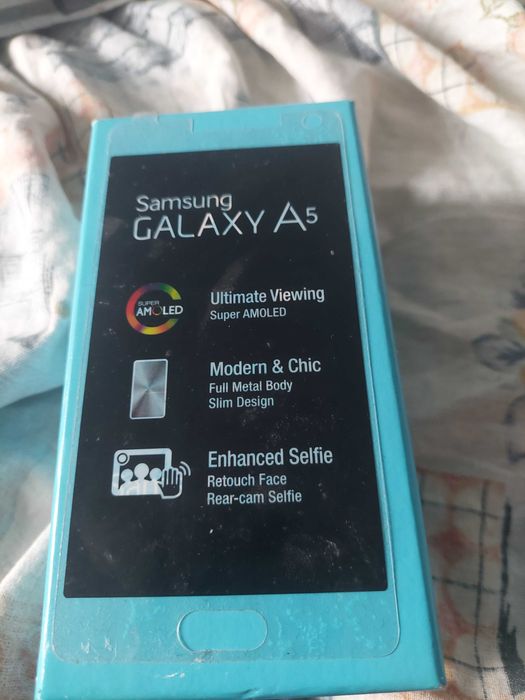 Samsung
GALAXY A5
SUPER
AMOLED
Ultimate Viewing
Super AMOLED
Modern & Chic
Full Metal Body
Slim Design
Enhanced Selfie
Retouch Face
Rear-cam Selfie